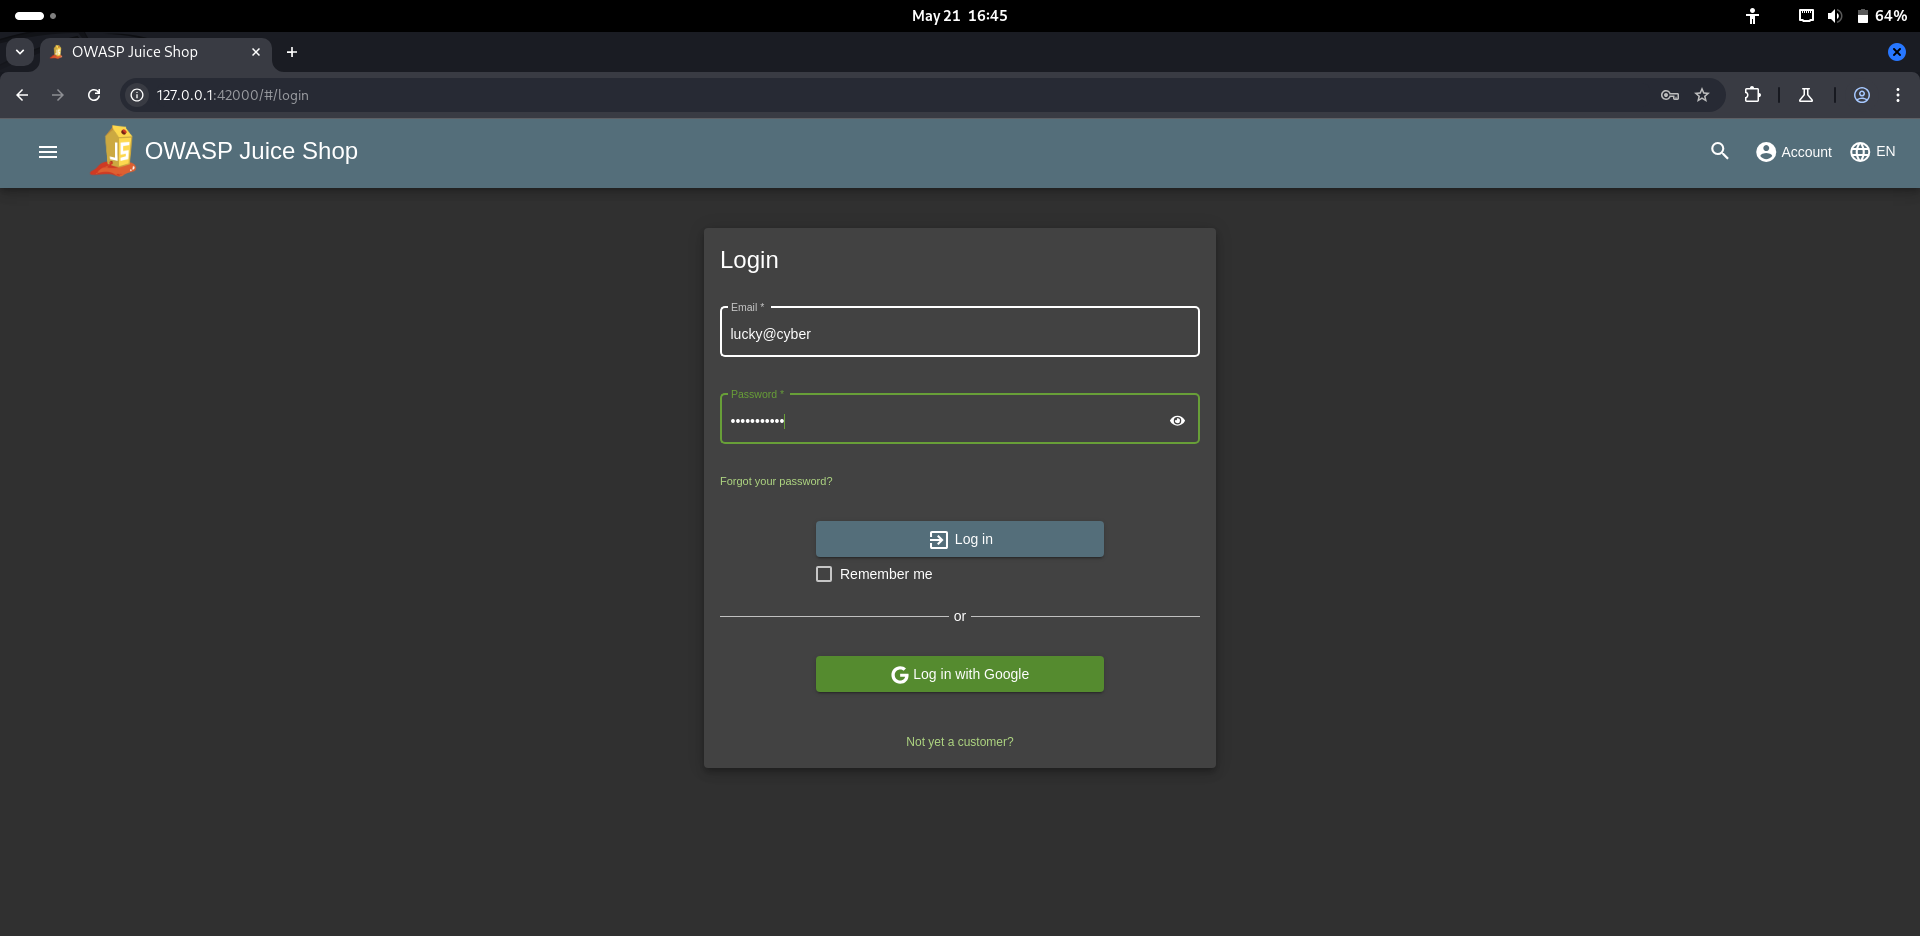 May 21 16:45
64%
OWASP Juice Shop
127.0.0.1:42000/#/login
JS
OWASP Juice Shop
Account
EN
Login
Email *
lucky@cyber
Password *
•••••••••••
Forgot your password?
Log in
Remember me
or
G Log in with Google
Not yet a customer?